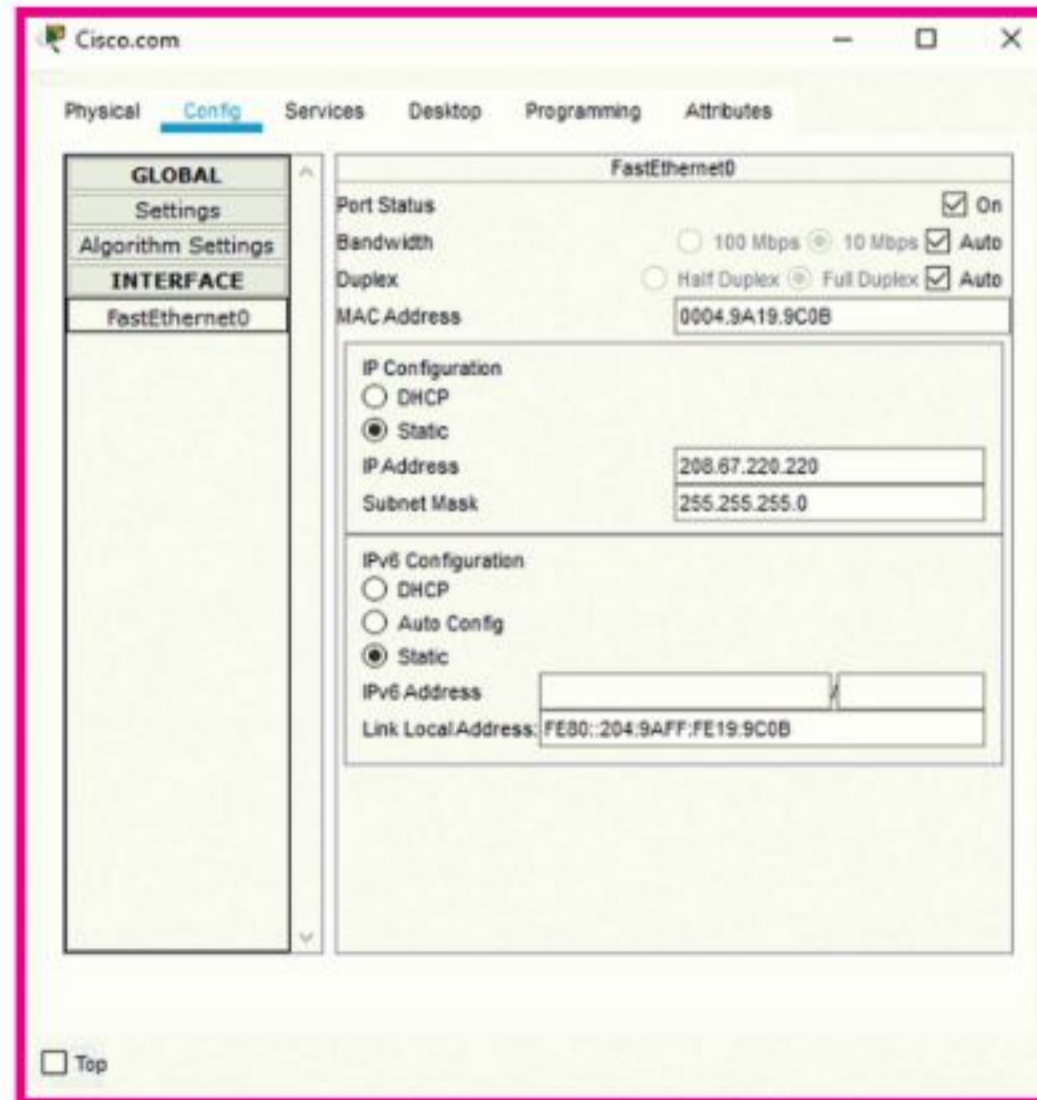 Cisco.com
Physical Config Services Desktop Programming Attributes
GLOBAL
Settings
Algorithm Settings
INTERFACE
FastEthernet0
FastEthernet0
Port Status On
Bandwidth 100 Mbps 10 Mbps Auto
Duplex Half Duplex Full Duplex Auto
MAC Address 0004.9A19.9C0B
IP Configuration
DHCP
Static
IP Address 208.67.220.220
Subnet Mask 255.255.255.0
IPv6 Configuration
DHCP
Auto Config
Static
IPv6 Address /
Link Local Address: FE80::204:9AFF:FE19:9C0B
Top